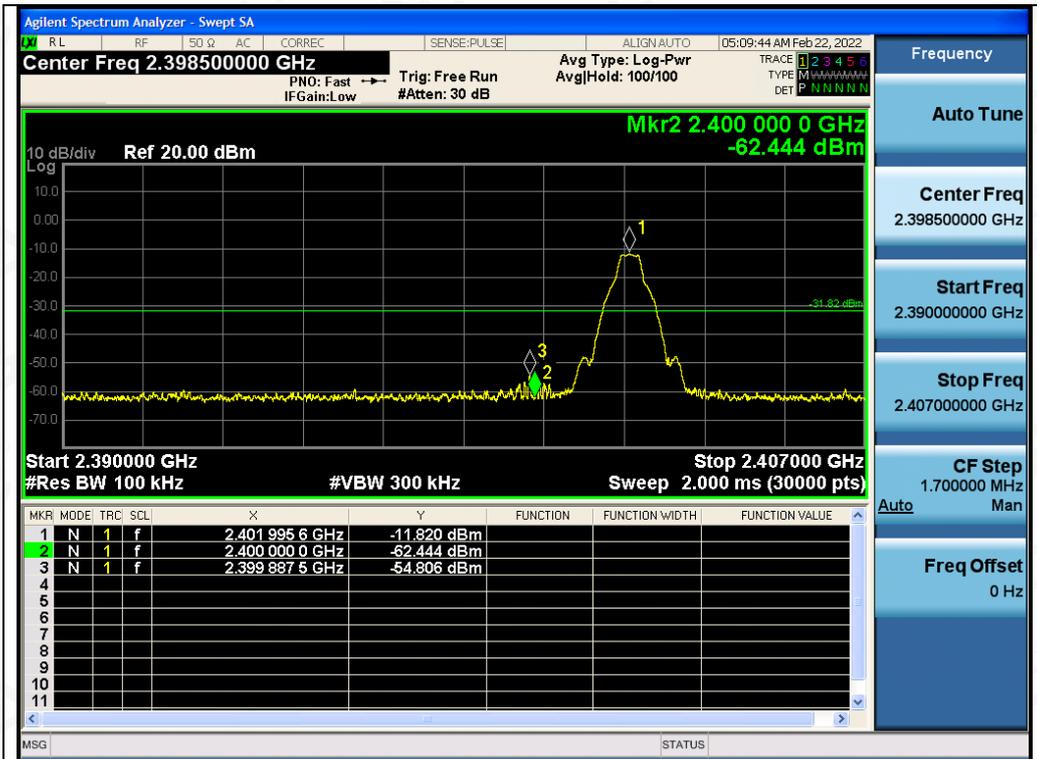 Agilent Spectrum Analyzer - Swept SA
LXI RL RF 50 Ω AC CORREC SENSE:PULSE ALIGN AUTO 05:09:44 AM Feb 22, 2022
Center Freq 2.398500000 GHz
PNO: Fast
IFGain:Low
Trig: Free Run
#Atten: 30 dB
Avg Type: Log-Pwr
Avg|Hold: 100/100
TRACE 1 2 3 4 5 6
TYPE M
DET P N N N N N
Mkr2 2.400 000 0 GHz
-62.444 dBm
10 dB/div Ref 20.00 dBm
Log
10.0
0.00
-10.0
-20.0
-30.0
-40.0
-50.0
-60.0
-70.0
1
-31.82 dBm
3
2
Start 2.390000 GHz Stop 2.407000 GHz
#Res BW 100 kHz #VBW 300 kHz Sweep 2.000 ms (30000 pts)
MKR MODE TRC SCL X Y FUNCTION FUNCTION WIDTH FUNCTION VALUE
1 N 1 f 2.401 995 6 GHz -11.820 dBm
2 N 1 f 2.400 000 0 GHz -62.444 dBm
3 N 1 f 2.399 887 5 GHz -54.806 dBm
4
5
6
7
8
9
10
11
MSG STATUS
Frequency
Auto Tune
Center Freq
2.398500000 GHz
Start Freq
2.390000000 GHz
Stop Freq
2.407000000 GHz
CF Step
1.700000 MHz
Auto Man
Freq Offset
0 Hz